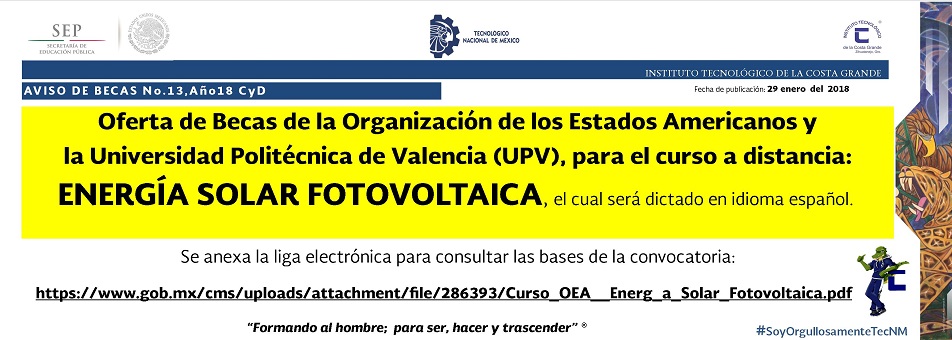 SEP
SECRETARÍA DE
EDUCACIÓN PÚBLICA
TECNOLÓGICO
NACIONAL DE MÉXICO
INSTITUTO TECNOLÓGICO
de la Costa Grande
INSTITUTO TECNOLÓGICO DE LA COSTA GRANDE
AVISO DE BECAS No.13,Año18 CyD
Fecha de publicación: 29 enero del 2018
Oferta de Becas de la Organización de los Estados Americanos y
la Universidad Politécnica de Valencia (UPV), para el curso a distancia:
ENERGÍA SOLAR FOTOVOLTAICA, el cual será dictado en idioma español.
Se anexa la liga electrónica para consultar las bases de la convocatoria:
https://www.gob.mx/cms/uploads/attachment/file/286393/Curso_OEA__Energ_a_Solar_Fotovoltaica.pdf
“Formando al hombre; para ser, hacer y trascender” ®
#SoyOrgullosamenteTecNM